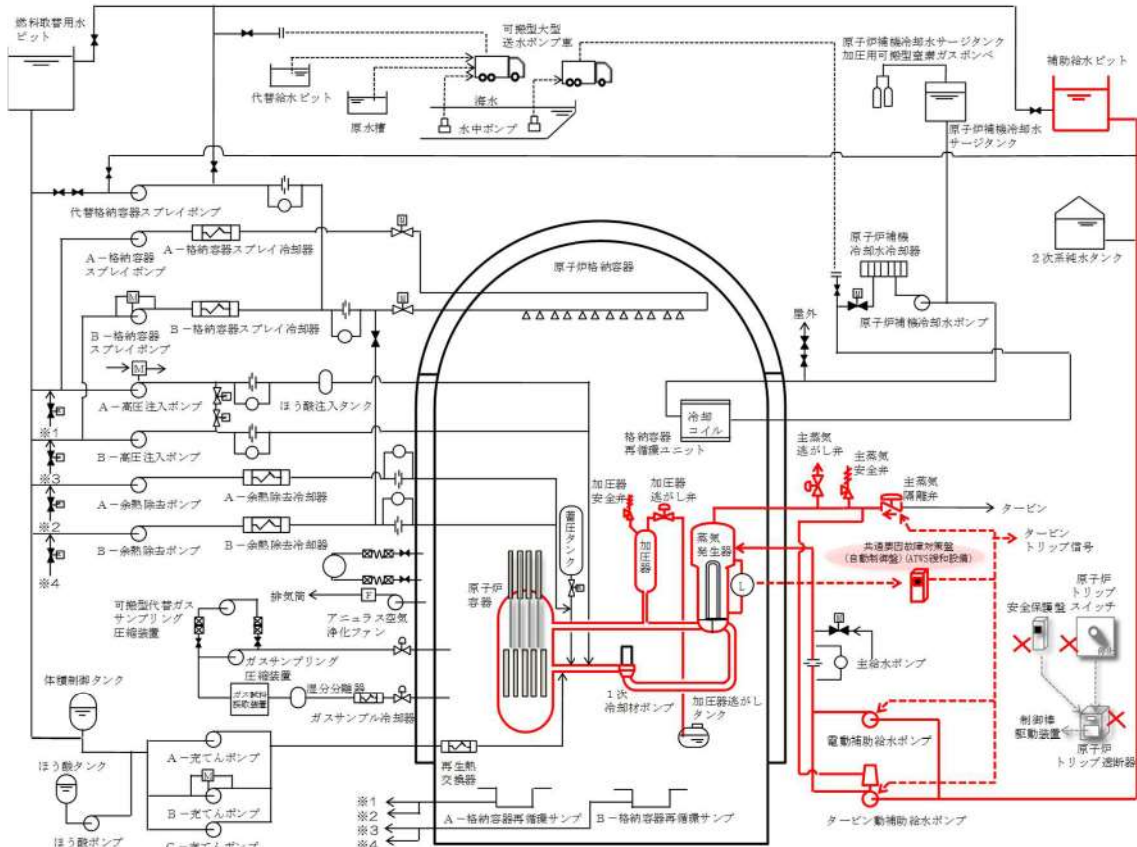 燃料取替用水
ピット
可搬型大型
送水ポンプ車
代替給水ピット
原水槽
海水
水中ポンプ
原子炉補機冷却水サージタンク
加圧用可搬型窒素ガスボンベ
原子炉補機冷却水
サージタンク
補助給水ピット
2次系純水タンク
代替格納容器スプレイポンプ
A-格納容器
スプレイポンプ
A-格納容器スプレイ冷却器
B-格納容器
スプレイポンプ
B-格納容器スプレイ冷却器
M
M
A-高圧注入ポンプ
ほう酸注入タンク
※1
B-高圧注入ポンプ
※3
A-余熱除去ポンプ
A-余熱除去冷却器
※2
B-余熱除去ポンプ
B-余熱除去冷却器
※4
原子炉格納容器
原子炉補機
冷却水冷却器
原子炉補機冷却水ポンプ
屋外
冷却
コイル
格納容器
再循環ユニット
主蒸気
逃がし弁
主蒸気
安全弁
主蒸気
隔離弁
タービン
タービン
トリップ信号
加圧器
安全弁
加圧器
逃がし弁
蓄圧タンク
加圧器
蒸気
発生器
L
共通要因故障対策盤
(自動制御盤)(ATWS緩和設備)
原子炉
トリップ
スイッチ
安全保護盤
原子炉
容器
排気筒
F
アニュラス空気
浄化ファン
可搬型代替ガス
サンプリング
圧縮装置
ガスサンプリング
圧縮装置
ガス試料
採取装置
湿分分離器
ガスサンプル冷却器
主給水ポンプ
1次
冷却材ポンプ
加圧器逃がし
タンク
電動補助給水ポンプ
制御棒
駆動装置
原子炉
トリップ遮断器
タービン動補助給水ポンプ
体積制御タンク
ほう酸タンク
ほう酸ポンプ
A-充てんポンプ
M
B-充てんポンプ
C-充てんポンプ
再生熱
交換器
※1
※2
※3
※4
A-格納容器再循環サンプ
B-格納容器再循環サンプ